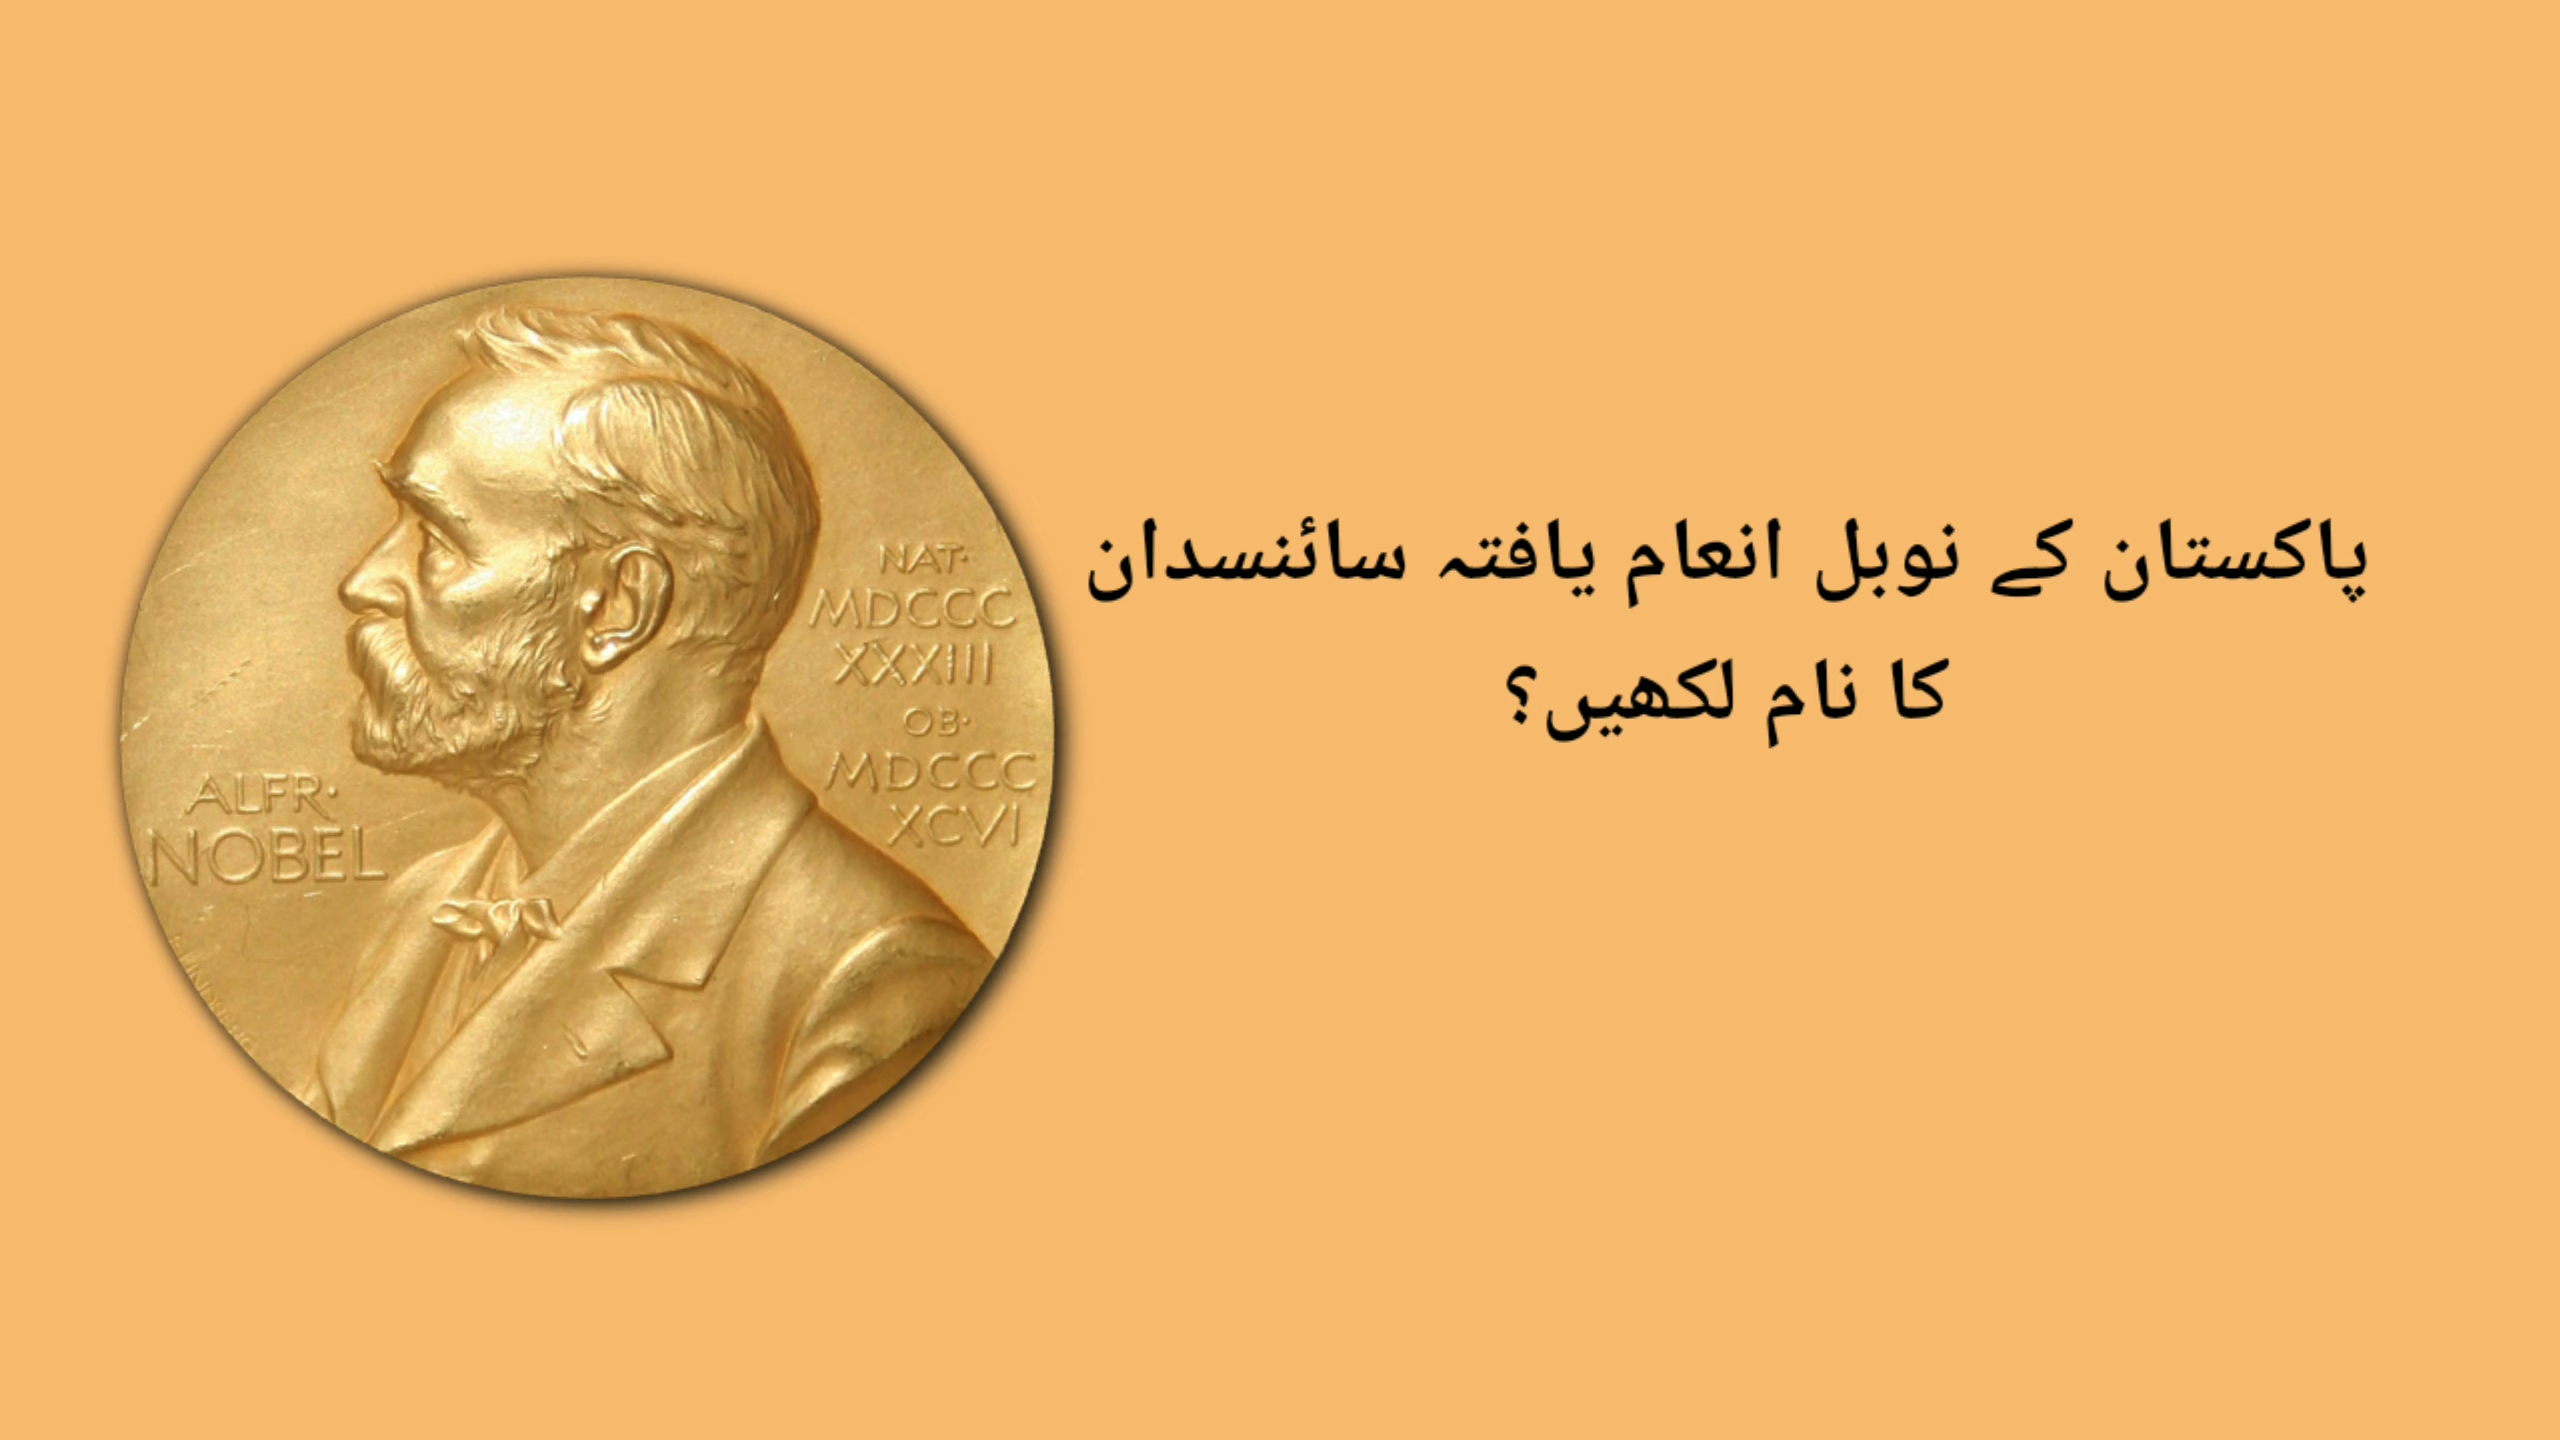 پاکستان کے نوبل انعام یافتہ سائنسدان
کا نام لکھیں؟
NAT·
MDCCC
XXXIII
OB·
MDCCC
XCVI
ALFR·
NOBEL